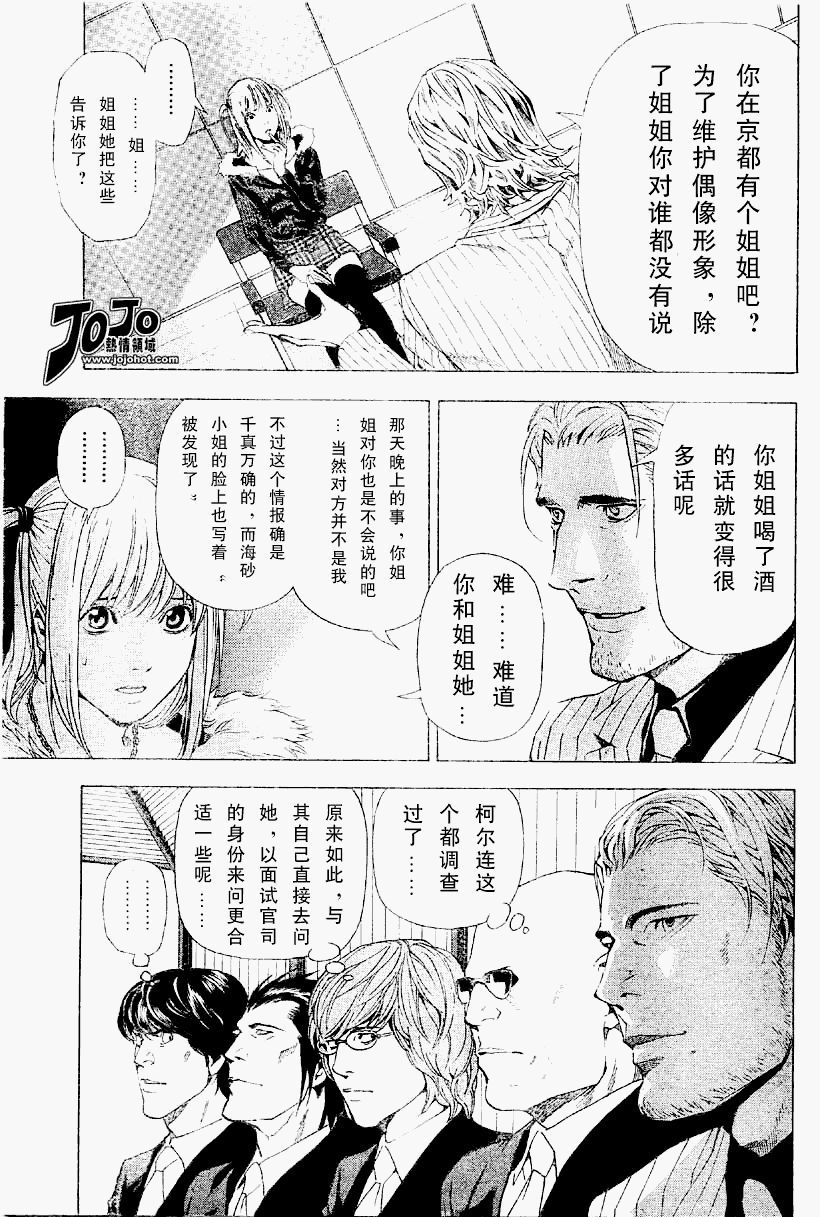 你在京都有个姐姐吧？
为了维护偶像形象，除
了姐姐你对谁都没有说
………
……姐
姐姐她把这些
告诉你了？
JOJO
熱情領域
www.jojohot.com
你姐姐喝了酒
的话就变得很
多话呢
难……难道
你和姐姐她…
那天晚上的事，你姐
姐对你也是不会说的吧
…当然对方并不是我
不过这个情报确是
千真万确的，而海砂
小姐的脸上也写着“
被发现了”
………
柯尔连这
个都调查
过了……
原来如此，与
其自己直接去问
她，以面试官司
的身份来问更合
适一些呢……
………